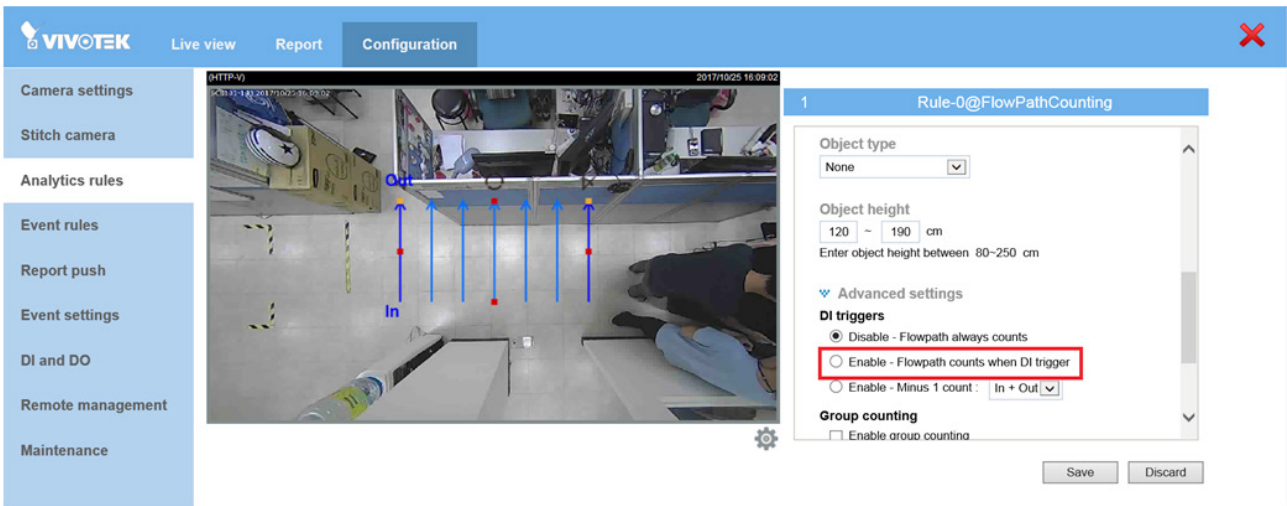 VIVOTEK
Live view
Report
Configuration
Camera settings
Stitch camera
Analytics rules
Event rules
Report push
Event settings
DI and DO
Remote management
Maintenance
(HTTP-V)
2017/10/25 16:09:02
Out
In
1
Rule-0@FlowPathCounting
Object type
None
Object height
120 ~ 190 cm
Enter object height between 80~250 cm
Advanced settings
DI triggers
Disable - Flowpath always counts
Enable - Flowpath counts when DI trigger
Enable - Minus 1 count : In + Out
Group counting
Enable group counting
Save
Discard